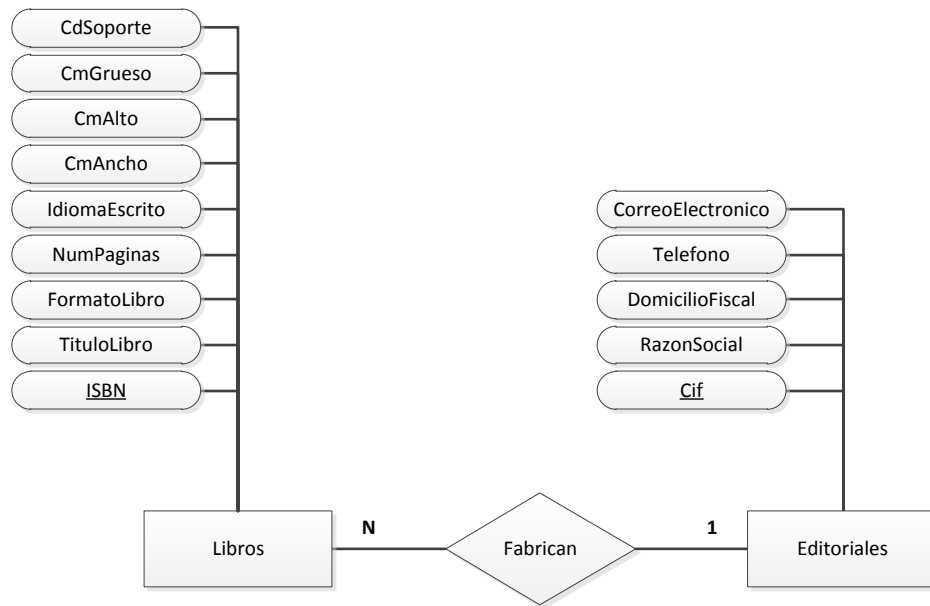 CdSoporte
CmGrueso
CmAlto
CmAncho
IdiomaEscrito
NumPaginas
FormatoLibro
TituloLibro
ISBN
CorreoElectronico
Telefono
DomicilioFiscal
RazonSocial
Cif
Libros
N
Fabrican
1
Editoriales